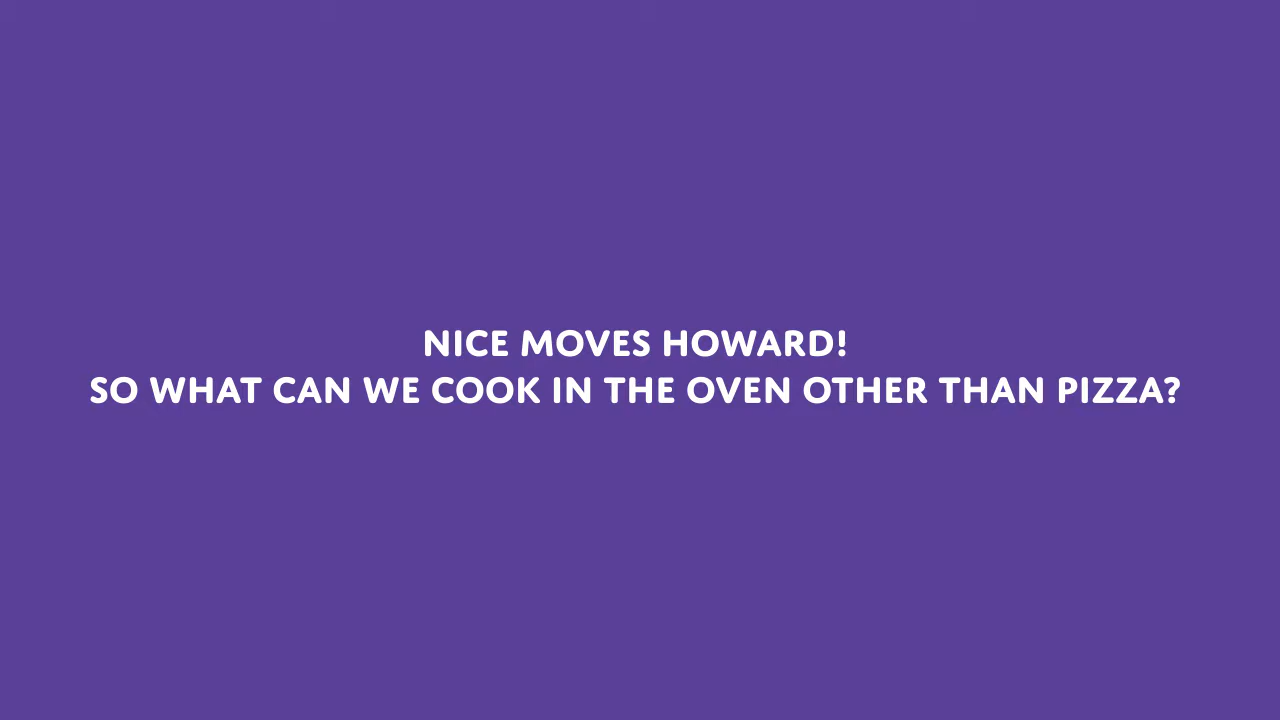 NICE MOVES HOWARD!
SO WHAT CAN WE COOK IN THE OVEN OTHER THAN PIZZA?